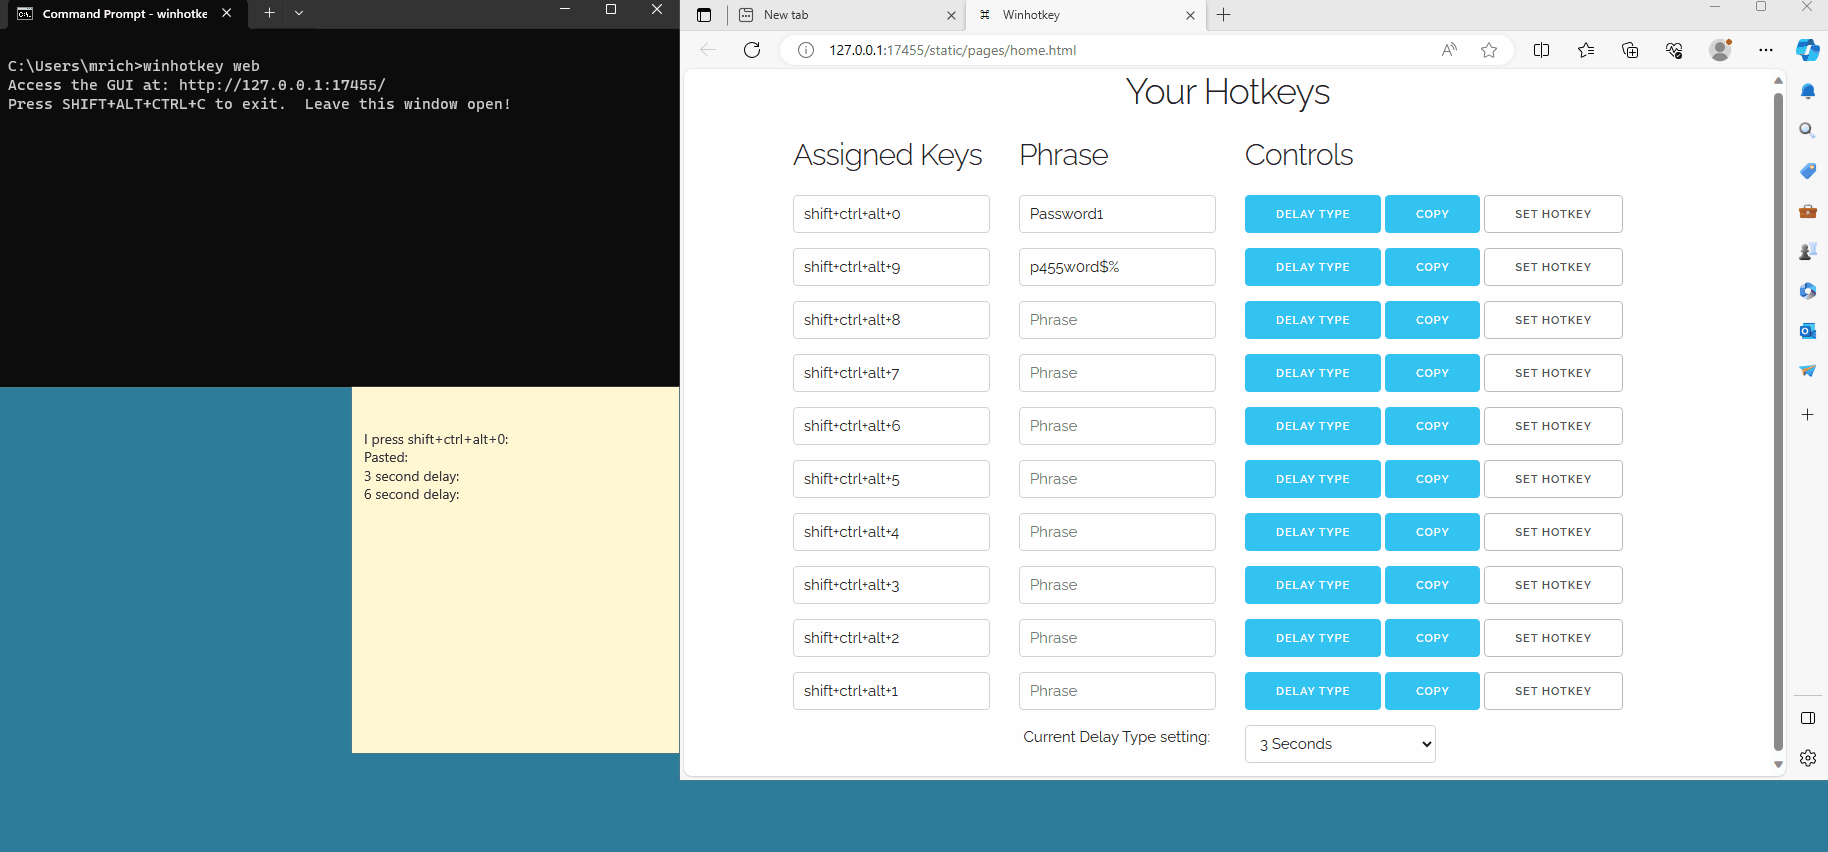 Command Prompt - winhotke
C:\Users\mrich>winhotkey web
Access the GUI at: http://127.0.0.1:17455/
Press SHIFT+ALT+CTRL+C to exit.  Leave this window open!
I press shift+ctrl+alt+0:
Pasted:
3 second delay:
6 second delay:
New tab
Winhotkey
127.0.0.1:17455/static/pages/home.html
Your Hotkeys
Assigned Keys Phrase Controls
shift+ctrl+alt+0 Password1 DELAY TYPE COPY SET HOTKEY
shift+ctrl+alt+9 p455w0rd$% DELAY TYPE COPY SET HOTKEY
shift+ctrl+alt+8 Phrase DELAY TYPE COPY SET HOTKEY
shift+ctrl+alt+7 Phrase DELAY TYPE COPY SET HOTKEY
shift+ctrl+alt+6 Phrase DELAY TYPE COPY SET HOTKEY
shift+ctrl+alt+5 Phrase DELAY TYPE COPY SET HOTKEY
shift+ctrl+alt+4 Phrase DELAY TYPE COPY SET HOTKEY
shift+ctrl+alt+3 Phrase DELAY TYPE COPY SET HOTKEY
shift+ctrl+alt+2 Phrase DELAY TYPE COPY SET HOTKEY
shift+ctrl+alt+1 Phrase DELAY TYPE COPY SET HOTKEY
Current Delay Type setting: 3 Seconds